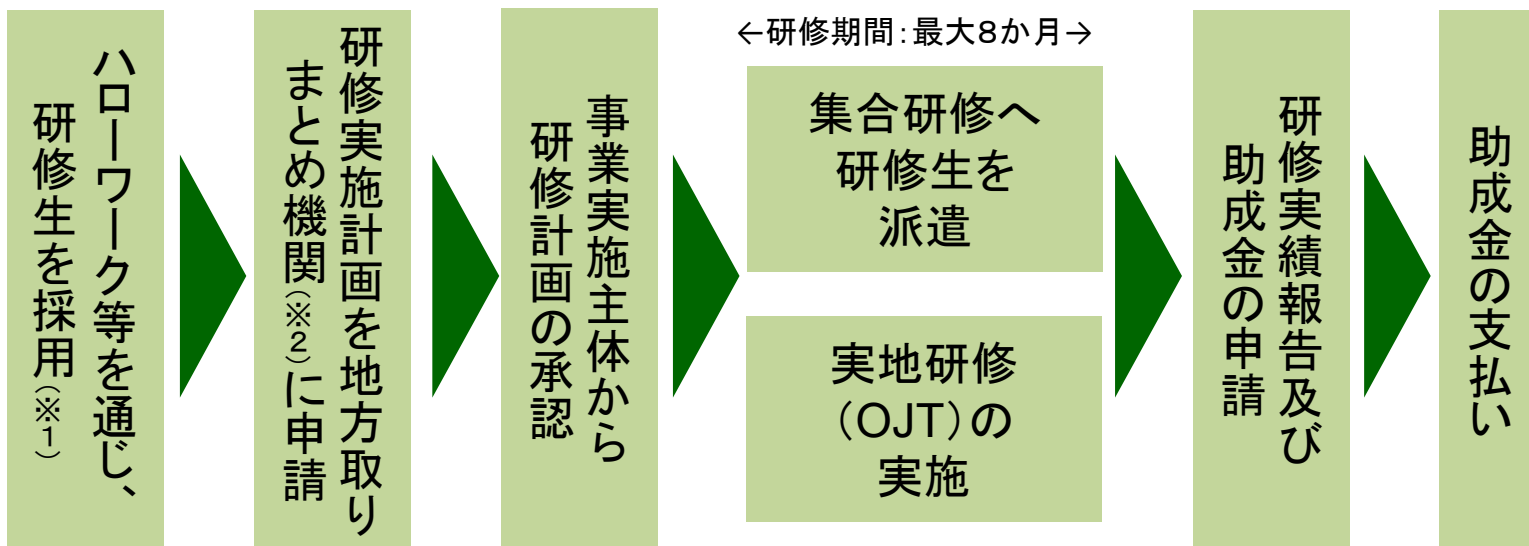 ハローワーク等を通じ、
研修生を採用(※1)
研修実施計画を地方取り
まとめ機関(※2)に申請
事業実施主体から
研修計画の承認
←研修期間:最大8か月→
集合研修へ
研修生を
派遣
実地研修
(OJT)の
実施
研修実績報告及び
助成金の申請
助成金の支払い